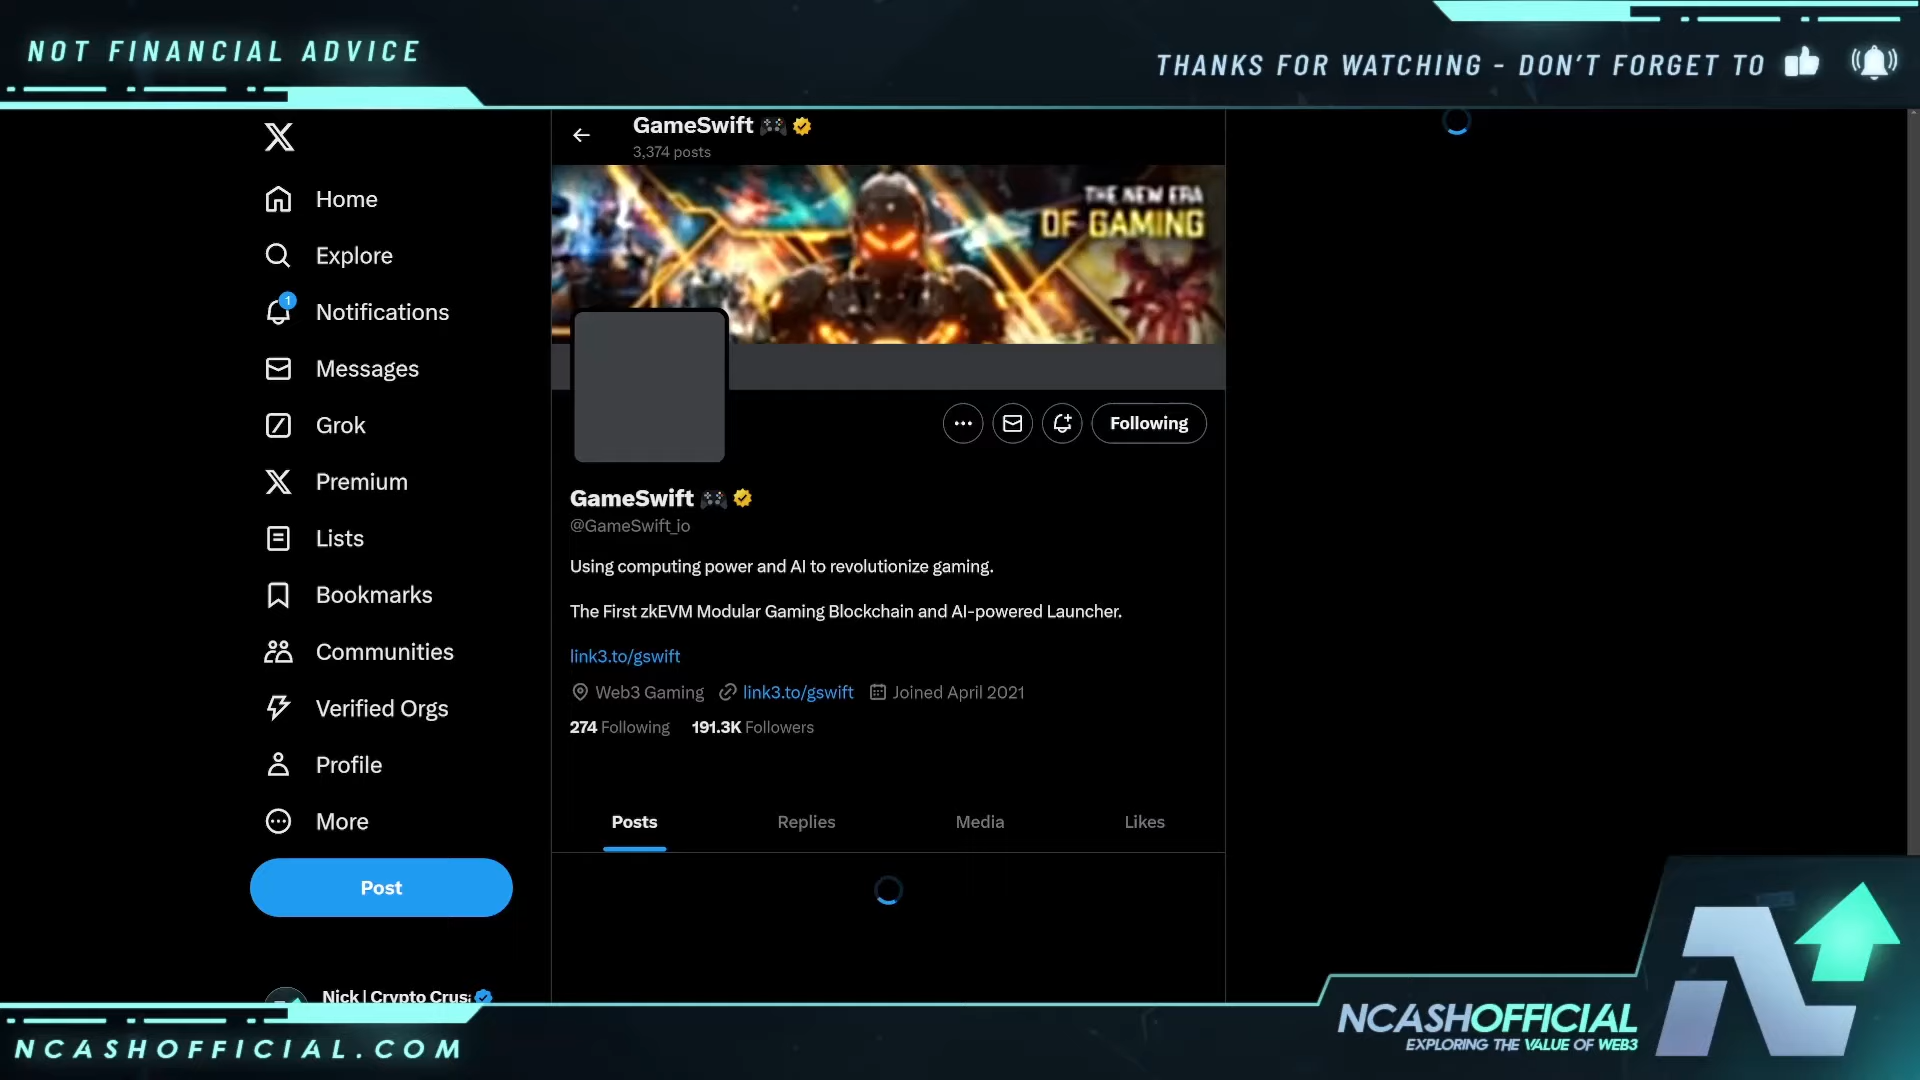 NOT FINANCIAL ADVICE
THANKS FOR WATCHING - DON'T FORGET TO
Home
Explore
1
Notifications
Messages
Grok
Premium
Lists
Bookmarks
Communities
Verified Orgs
Profile
More
Post
Nick | Crypto Crus
GameSwift
3,374 posts
THE NEW ERA
OF GAMING
Following
GameSwift
@GameSwift_io
Using computing power and AI to revolutionize gaming.
The First zkEVM Modular Gaming Blockchain and AI-powered Launcher.
link3.to/gswift
Web3 Gaming link3.to/gswift Joined April 2021
274 Following 191.3K Followers
Posts Replies Media Likes
NCASHOFFICIAL.COM
NCASHOFFICIAL
EXPLORING THE VALUE OF WEB3